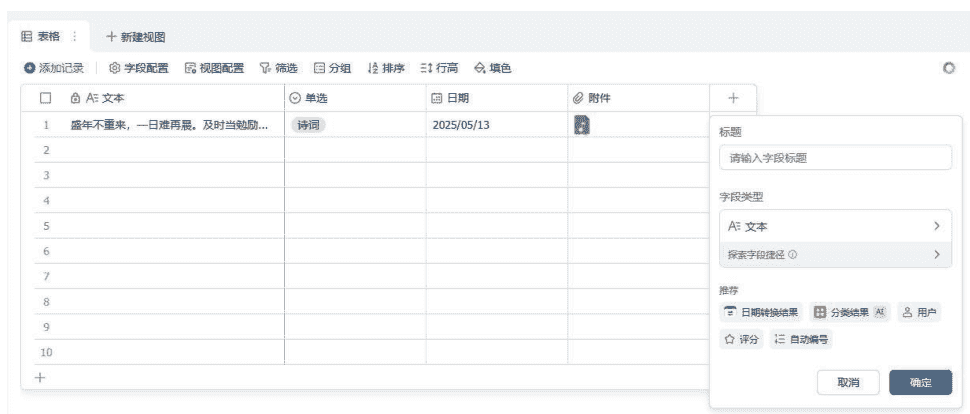 表格
新建视图
添加记录 字段配置 视图配置 筛选 分组 排序 行高 填色
文本 单选 日期 附件
1 盛年不重来，一日难再晨。及时当勉励... 诗词 2025/05/13
2
3
4
5
6
7
8
9
10
标题
请输入字段标题
字段类型
文本
探索字段捷径
推荐
日期转换结果 分类结果 AI 用户
评分 自动编号
取消 确定